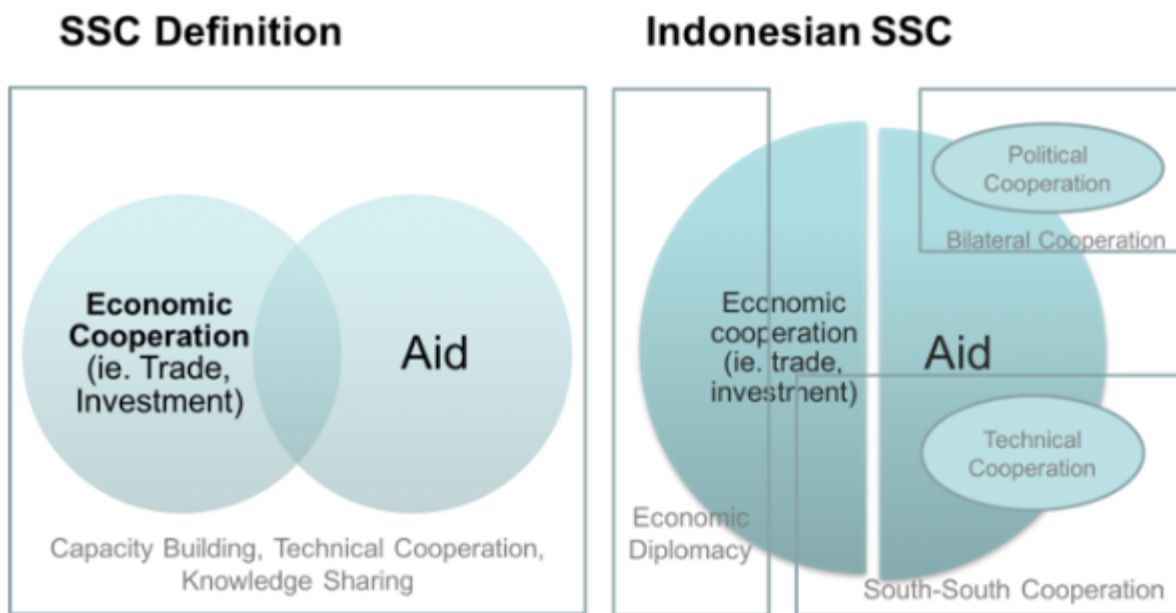 SSC Definition
Economic
Cooperation
(ie. Trade,
Investment)
Aid
Capacity Building, Technical Cooperation,
Knowledge Sharing
Indonesian SSC
Political
Cooperation
Bilateral Cooperation
Economic
cooperation
(ie. trade,
investment)
Aid
Technical
Cooperation
Economic
Diplomacy
South-South Cooperation